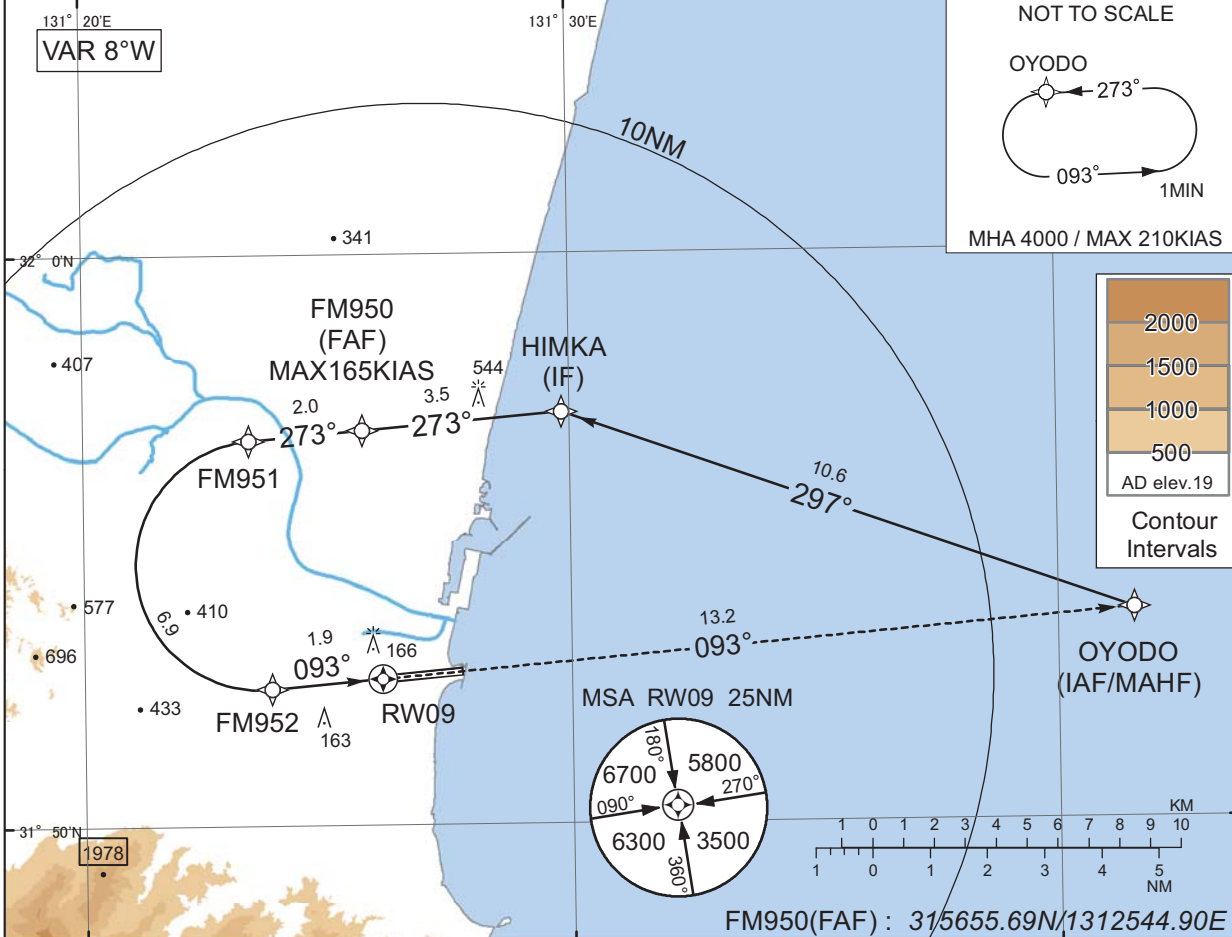 131° 20'E
131° 30'E
VAR 8°W
NOT TO SCALE
OYODO
273°
093°
1MIN
MHA 4000 / MAX 210KIAS
10NM
341
32° 0'N
FM950
(FAF)
MAX165KIAS
407
544
HIMKA
(IF)
2.0
273°
3.5
273°
FM951
2000
1500
1000
500
AD elev.19
Contour
Intervals
10.6
297°
577
410
6.9
696
1.9
093°
166
13.2
093°
OYODO
(IAF/MAHF)
433
FM952
163
RW09
MSA RW09 25NM
180°
6700
5800
270°
090°
6300
3500
360°
31° 50'N
1978
KM
1 0 1 2 3 4 5 6 7 8 9 10
1 0 1 2 3 4 5
NM
FM950(FAF) : 315655.69N/1312544.90E